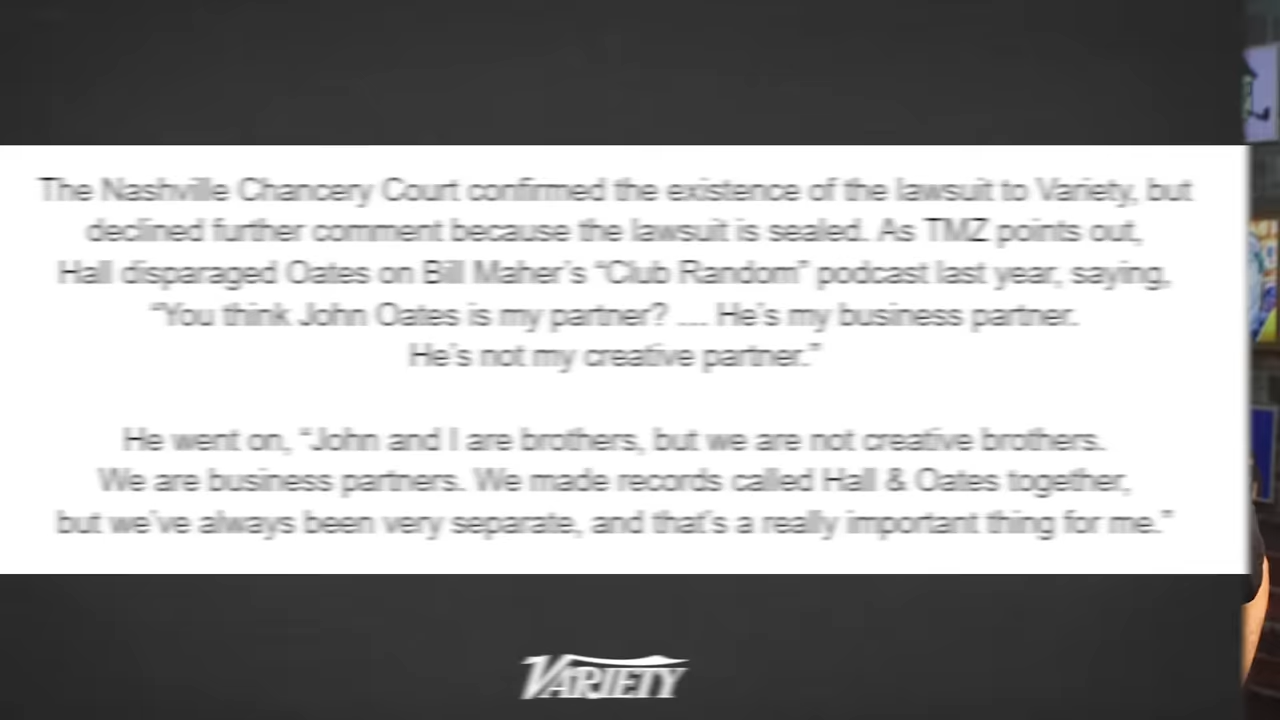 The Nashville Chancery Court confirmed the existence of the lawsuit to Variety, but
declined further comment because the lawsuit is sealed. As TMZ points out,
Hall disparaged Oates on Bill Maher's “Club Random” podcast last year, saying,
“You think John Oates is my partner? … He's my business partner.
He's not my creative partner.”
He went on, “John and I are brothers, but we are not creative brothers.
We are business partners. We made records called Hall & Oates together,
but we've always been very separate, and that's a really important thing for me.”
VARIETY